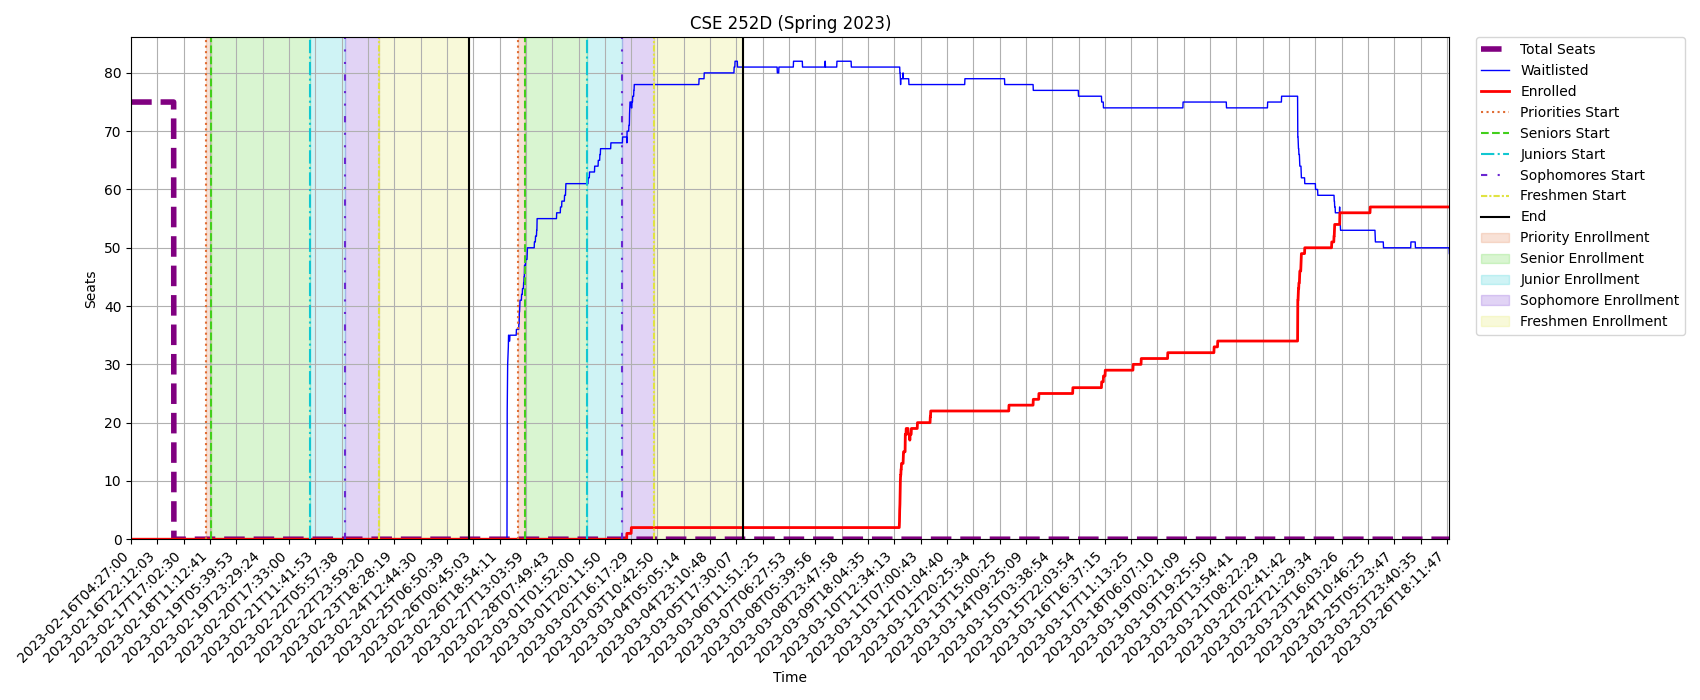 CSE 252D (Spring 2023)
Seats
80
70
60
50
40
30
20
10
0
2023-02-16T04:27:00
2023-02-16T22:12:03
2023-02-17T17:02:30
2023-02-18T11:12:41
2023-02-19T05:39:53
2023-02-19T23:29:24
2023-02-20T17:33:00
2023-02-21T11:41:53
2023-02-22T05:57:38
2023-02-22T23:59:20
2023-02-23T18:28:19
2023-02-24T12:44:30
2023-02-25T06:50:39
2023-02-26T00:45:03
2023-02-26T18:54:11
2023-02-27T13:03:59
2023-02-28T07:49:43
2023-03-01T01:52:00
2023-03-01T20:11:50
2023-03-02T16:17:29
2023-03-03T10:42:50
2023-03-04T05:05:14
2023-03-04T23:10:48
2023-03-05T17:30:07
2023-03-06T11:51:25
2023-03-07T06:27:53
2023-03-08T05:39:56
2023-03-08T23:47:58
2023-03-09T18:04:35
2023-03-10T12:34:13
2023-03-11T07:00:43
2023-03-12T01:04:40
2023-03-12T20:25:34
2023-03-13T15:00:25
2023-03-14T09:25:09
2023-03-15T03:38:54
2023-03-15T22:03:54
2023-03-16T16:37:15
2023-03-17T11:13:25
2023-03-18T06:07:10
2023-03-19T00:21:09
2023-03-19T19:25:50
2023-03-20T13:54:41
2023-03-21T08:22:29
2023-03-22T02:41:42
2023-03-22T21:29:34
2023-03-23T16:03:26
2023-03-24T10:46:25
2023-03-25T05:23:47
2023-03-25T23:40:35
2023-03-26T18:11:47
Time
Total Seats
Waitlisted
Enrolled
Priorities Start
Seniors Start
Juniors Start
Sophomores Start
Freshmen Start
End
Priority Enrollment
Senior Enrollment
Junior Enrollment
Sophomore Enrollment
Freshmen Enrollment